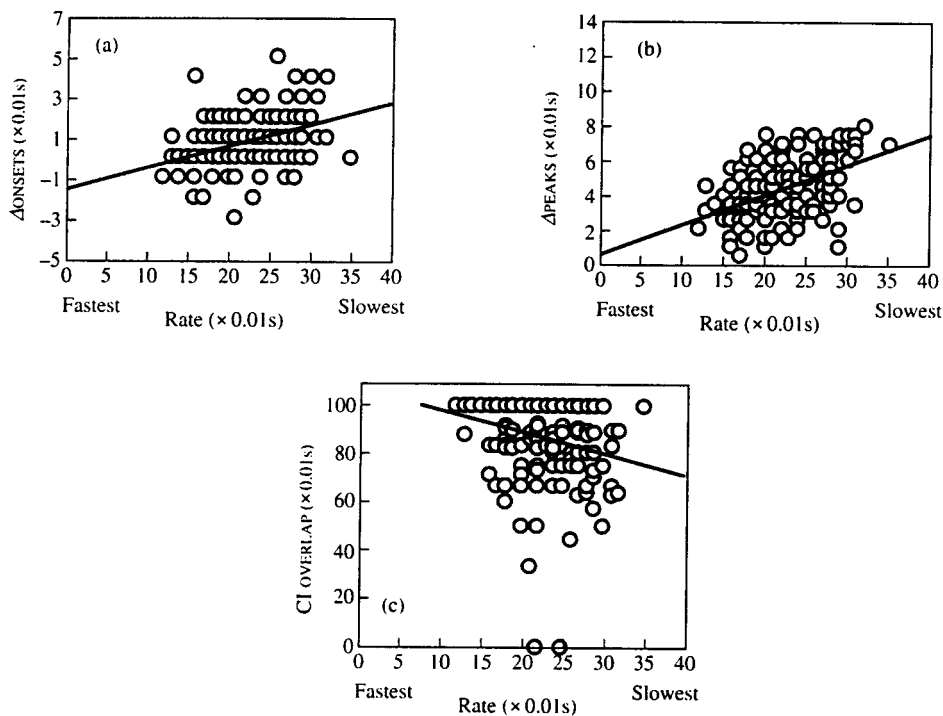 (a)
ΔONSETS (× 0.01s)
7
5
3
1
−1
−3
−5
0 5 10 15 20 25 30 35 40
Fastest Slowest
Rate (× 0.01s)
(b)
ΔPEAKS (× 0.01s)
14
12
10
8
6
4
2
0
0 5 10 15 20 25 30 35 40
Fastest Slowest
Rate (× 0.01s)
(c)
CI OVERLAP (× 0.01s)
100
80
60
40
20
0
0 5 10 15 20 25 30 35 40
Fastest Slowest
Rate (× 0.01s)